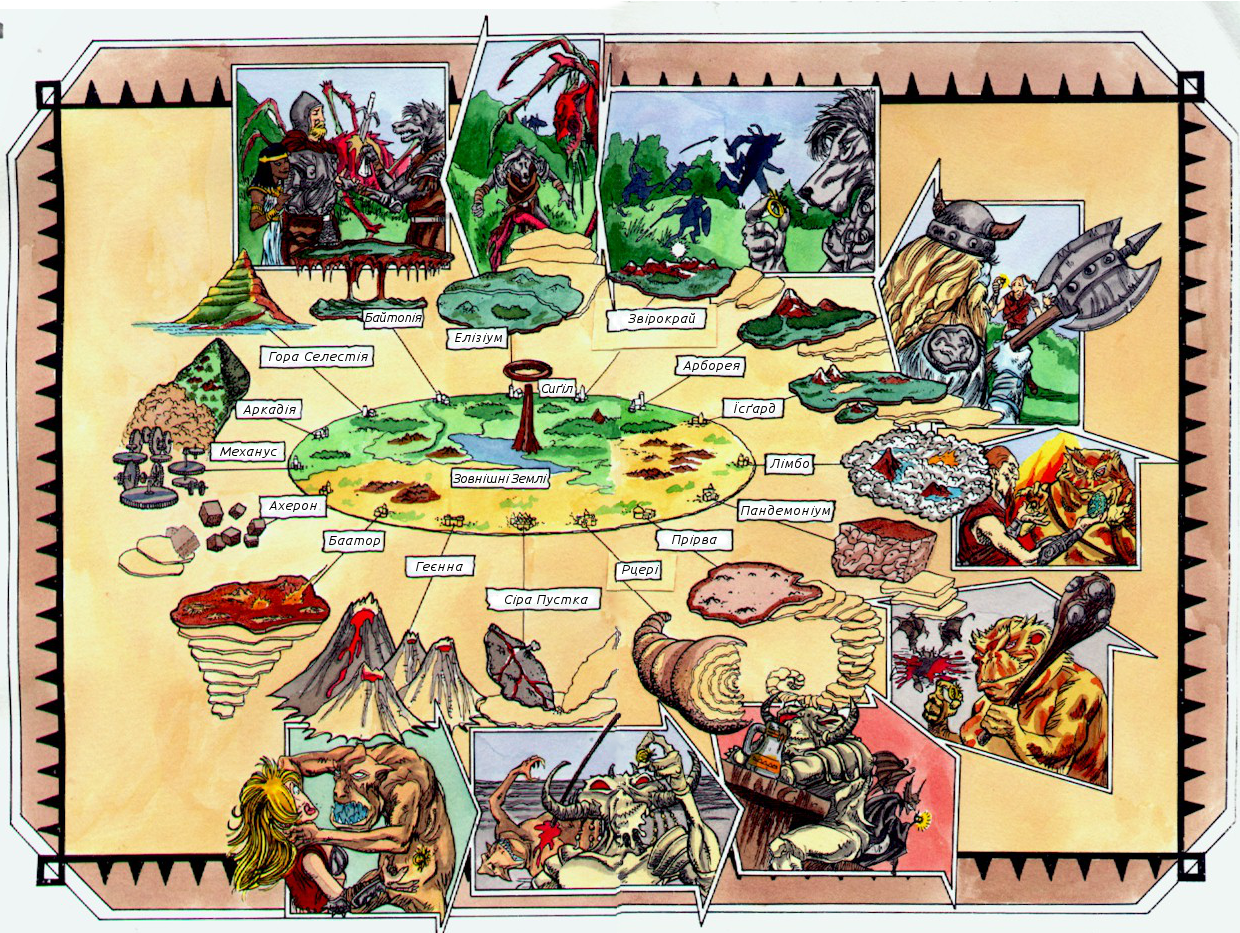 Байтопія
Елізіум
Звірокрай
Гора Селестія
Арборея
Сиґіл
Аркадія
Ісґард
Механус
Лімбо
Зовнішні Землі
Ахерон
Пандемоніум
Баатор
Прірва
Геєнна
Рцері
Сіра Пустка